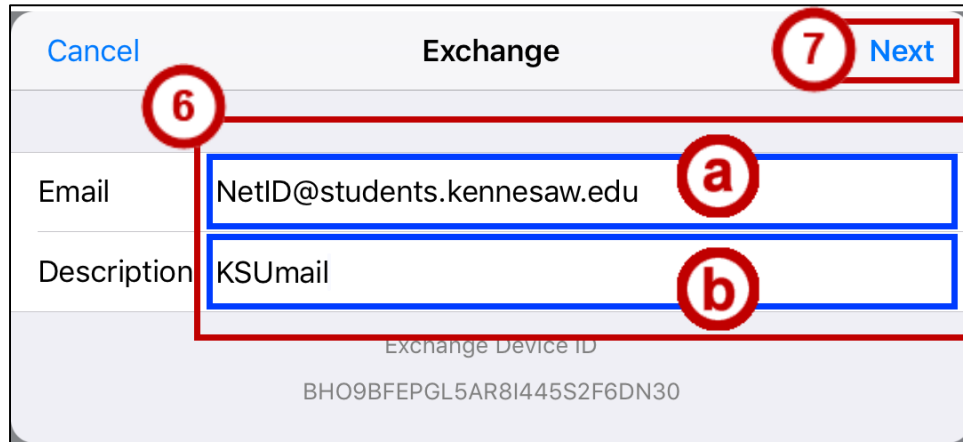 Cancel Exchange 7 Next
6
Email NetID@students.kennesaw.edu a
Description KSUmail b
Exchange Device ID
BHO9BFEPGL5AR8I445S2F6DN30